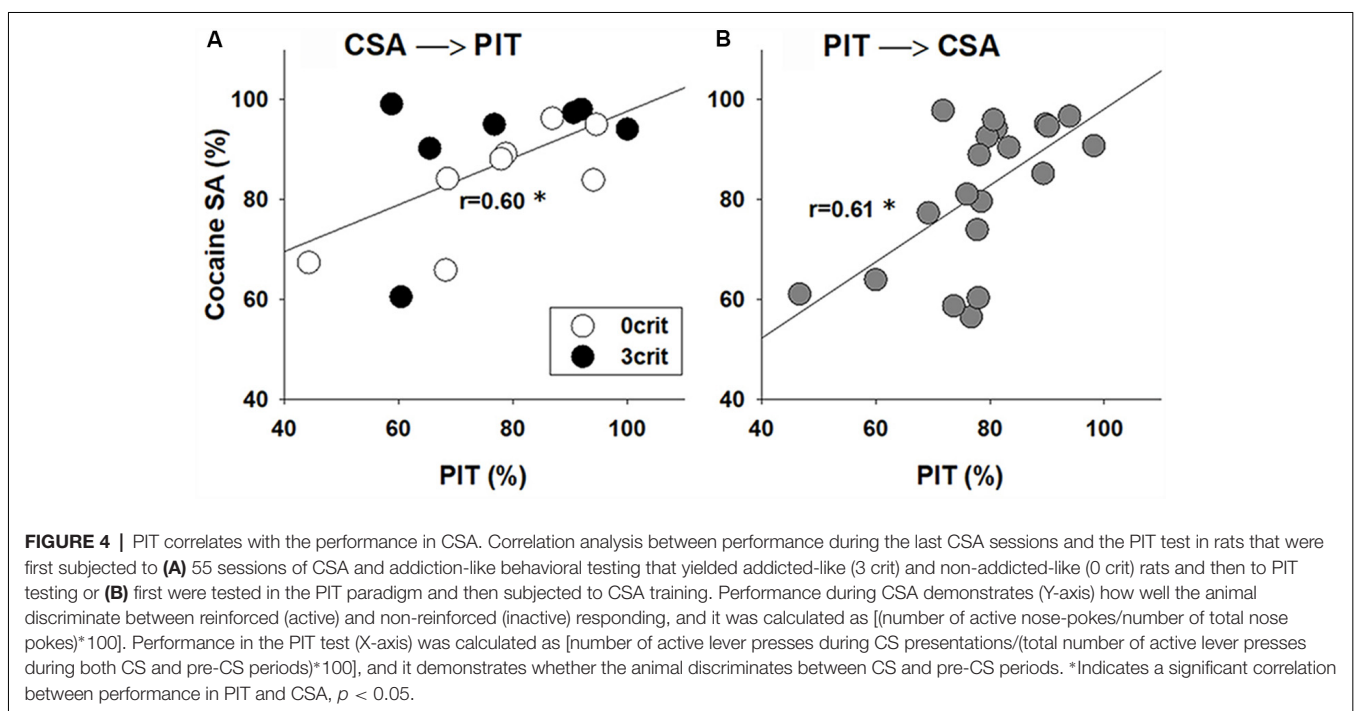 A
CSA —> PIT
100
80
60
40
Cocaine SA (%)
r=0.60 *
0crit
3crit
40 60 80 100
PIT (%)
B
PIT —> CSA
100
80
60
40
r=0.61 *
40 60 80 100
PIT (%)
FIGURE 4 | PIT correlates with the performance in CSA. Correlation analysis between performance during the last CSA sessions and the PIT test in rats that were
first subjected to (A) 55 sessions of CSA and addiction-like behavioral testing that yielded addicted-like (3 crit) and non-addicted-like (0 crit) rats and then to PIT
testing or (B) first were tested in the PIT paradigm and then subjected to CSA training. Performance during CSA demonstrates (Y-axis) how well the animal
discriminate between reinforced (active) and non-reinforced (inactive) responding, and it was calculated as [(number of active nose-pokes/number of total nose
pokes)*100]. Performance in the PIT test (X-axis) was calculated as [number of active lever presses during CS presentations/(total number of active lever presses
during both CS and pre-CS periods)*100], and it demonstrates whether the animal discriminates between CS and pre-CS periods. *Indicates a significant correlation
between performance in PIT and CSA, p < 0.05.